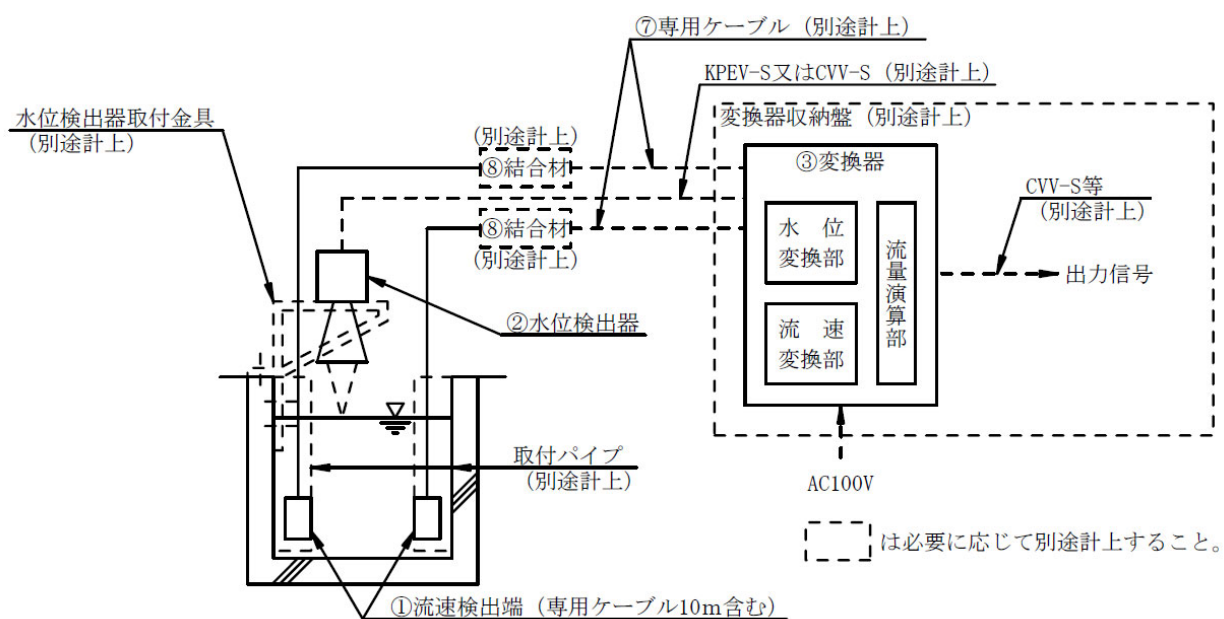 ⑦専用ケーブル(別途計上)
KPEV-S又はCVV-S(別途計上)
水位検出器取付金具
(別途計上)
変換器収納盤(別途計上)
(別途計上)
⑧結合材
③変換器
CVV-S等
(別途計上)
⑧結合材
(別途計上)
水 位
変換部
流量演算部
出力信号
②水位検出器
流 速
変換部
取付パイプ
(別途計上)
AC100V
は必要に応じて別途計上すること。
①流速検出端(専用ケーブル10m含む)